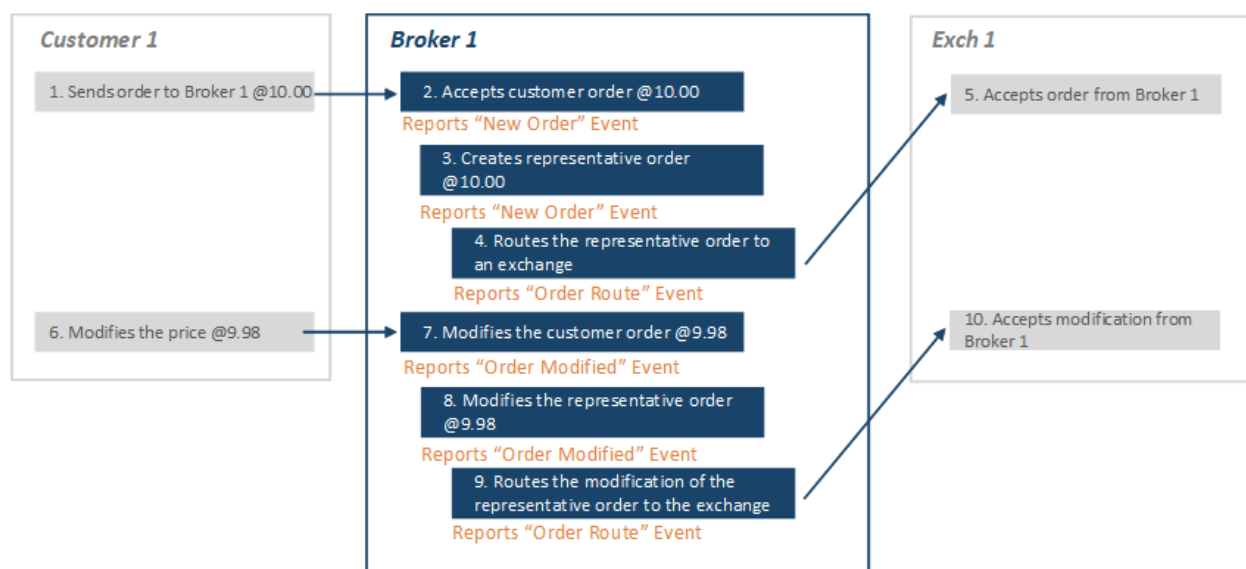 Customer 1
1. Sends order to Broker 1 @10.00
6. Modifies the price @9.98
Broker 1
2. Accepts customer order @10.00
Reports “New Order” Event
3. Creates representative order
@10.00
Reports “New Order” Event
4. Routes the representative order to
an exchange
Reports “Order Route” Event
7. Modifies the customer order @9.98
Reports “Order Modified” Event
8. Modifies the representative order
@9.98
Reports “Order Modified” Event
9. Routes the modification of the
representative order to the exchange
Reports “Order Route” Event
Exch 1
5. Accepts order from Broker 1
10. Accepts modification from
Broker 1